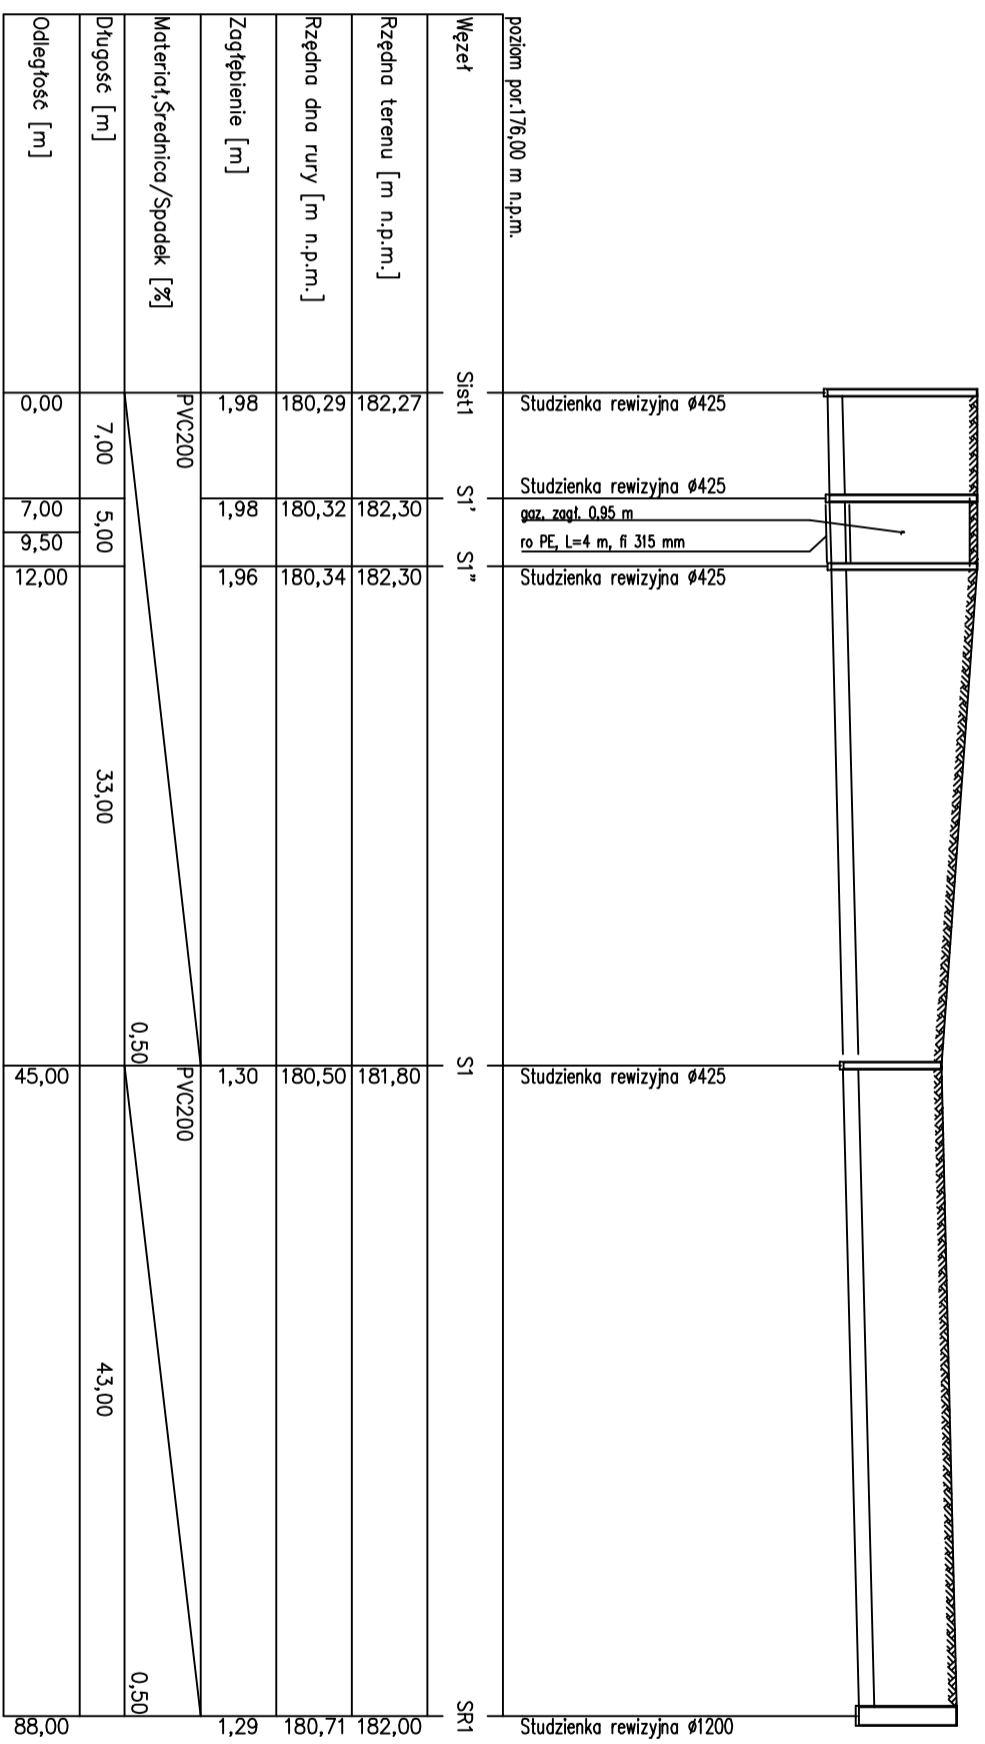 poziom por.176,00 m n.p.m.
Studzienka rewizyjna ø425
Studzienka rewizyjna ø425
gaz. zagł. 0.95 m
ro PE, L=4 m, fi 315 mm
Studzienka rewizyjna ø425
Studzienka rewizyjna ø425
Studzienka rewizyjna ø1200
Węzeł Sist1 S1' S1" S1 SR1
Rzędna terenu [m n.p.m.] 182,27 182,30 182,30 181,80 182,00
Rzędna dna rury [m n.p.m.] 180,29 180,32 180,34 180,50 180,71
Zagłębienie [m] 1,98 1,98 1,96 1,30 1,29
Materiał,Średnica/Spadek [%] PVC200 0,50 PVC200 0,50
Długość [m] 7,00 5,00 33,00 43,00
Odległość [m] 0,00 7,00 9,50 12,00 45,00 88,00